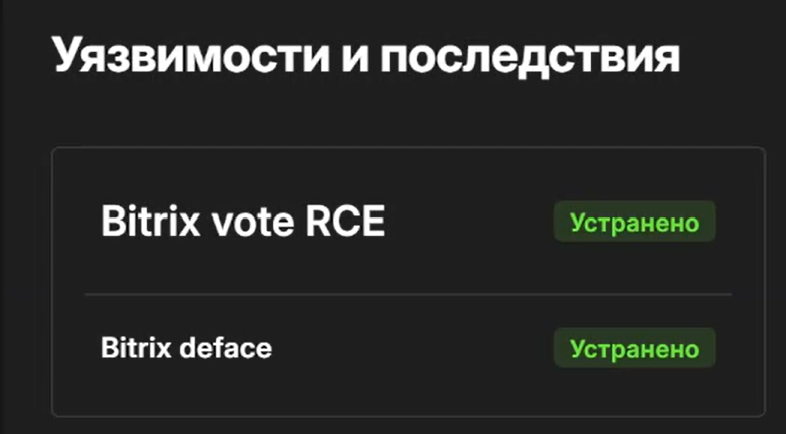 Уязвимости и последствия
Bitrix vote RCE
Устранено
Bitrix deface
Устранено